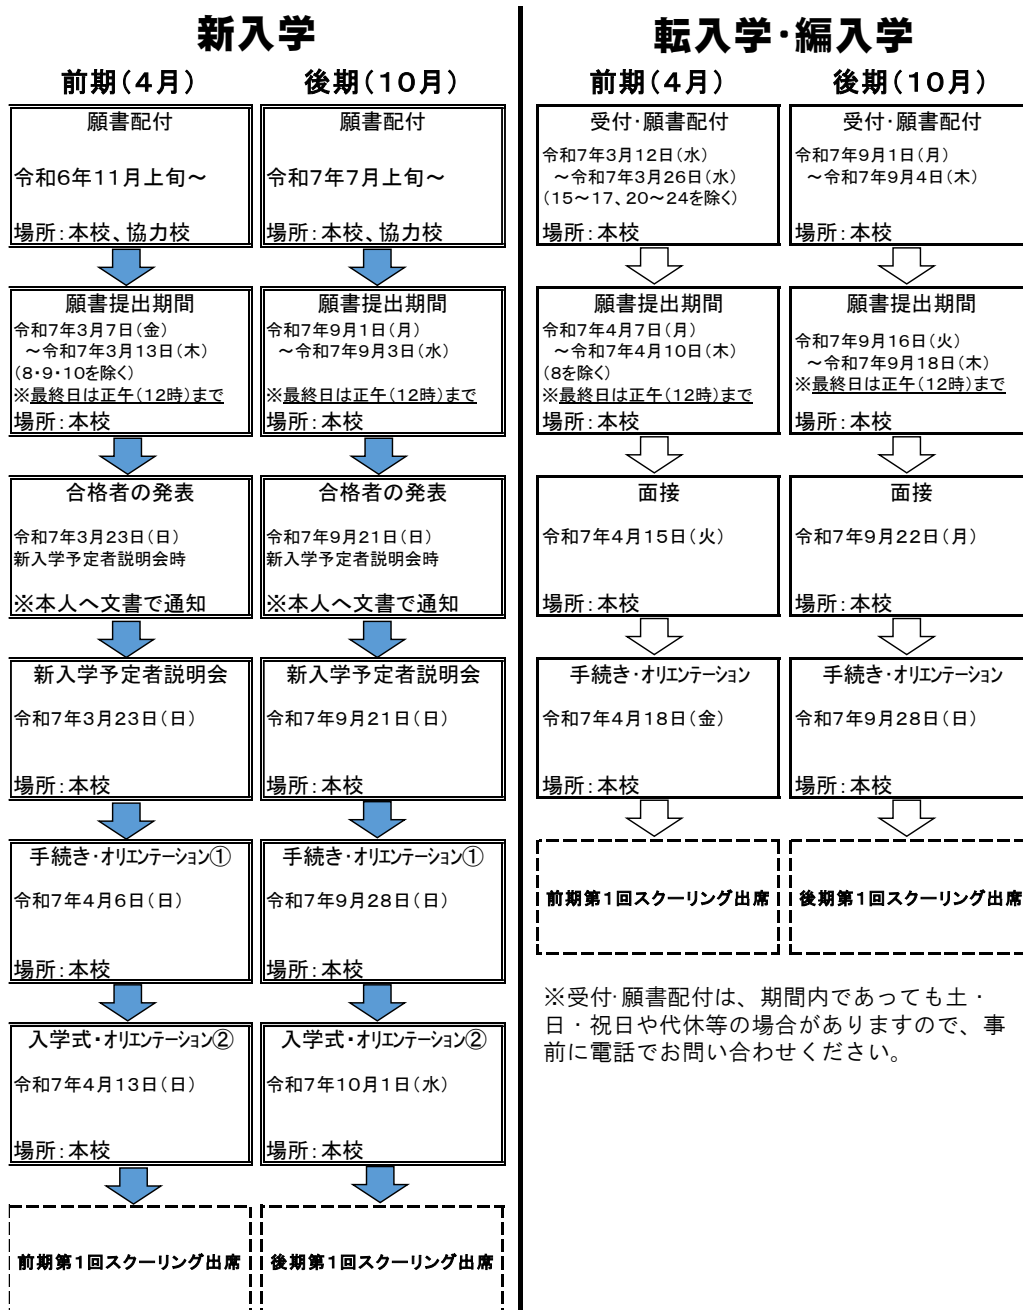 新入学
前期（4月）
願書配付
令和6年11月上旬～
場所：本校、協力校
願書提出期間
令和7年3月7日（金）
～令和7年3月13日（木）
（8・9・10を除く）
※最終日は正午（12時）まで
場所：本校
合格者の発表
令和7年3月23日（日）
新入学予定者説明会時
※本人へ文書で通知
新入学予定者説明会
令和7年3月23日（日）
場所：本校
手続き・オリエンテーション①
令和7年4月6日（日）
場所：本校
入学式・オリエンテーション②
令和7年4月13日（日）
場所：本校
前期第1回スクーリング出席
後期（10月）
願書配付
令和7年7月上旬～
場所：本校、協力校
願書提出期間
令和7年9月1日（月）
～令和7年9月3日（水）
※最終日は正午（12時）まで
場所：本校
合格者の発表
令和7年9月21日（日）
新入学予定者説明会時
※本人へ文書で通知
新入学予定者説明会
令和7年9月21日（日）
場所：本校
手続き・オリエンテーション①
令和7年9月28日（日）
場所：本校
入学式・オリエンテーション②
令和7年10月1日（水）
場所：本校
後期第1回スクーリング出席
転入学・編入学
前期（4月）
受付・願書配付
令和7年3月12日（水）
～令和7年3月26日（水）
（15～17、20～24を除く）
場所：本校
願書提出期間
令和7年4月7日（月）
～令和7年4月10日（木）
（8を除く）
※最終日は正午（12時）まで
場所：本校
面接
令和7年4月15日（火）
場所：本校
手続き・オリエンテーション
令和7年4月18日（金）
場所：本校
前期第1回スクーリング出席
後期（10月）
受付・願書配付
令和7年9月1日（月）
～令和7年9月4日（木）
場所：本校
願書提出期間
令和7年9月16日（火）
～令和7年9月18日（木）
※最終日は正午（12時）まで
場所：本校
面接
令和7年9月22日（月）
場所：本校
手続き・オリエンテーション
令和7年9月28日（日）
場所：本校
後期第1回スクーリング出席
※受付・願書配付は、期間内であっても土・
日・祝日や代休等の場合がありますので、事
前に電話でお問い合わせください。